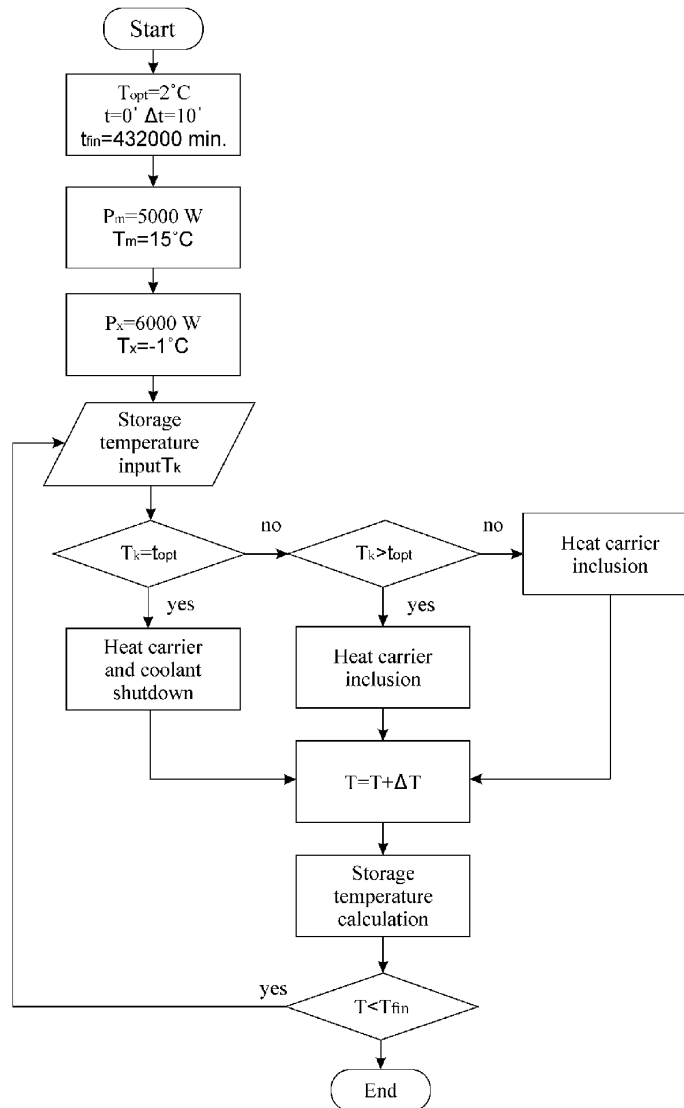 Start
Topt=2˚C
t=0' Δt=10'
tfin=432000 min.
Pm=5000 W
Tm=15˚C
Px=6000 W
Tx=-1˚C
Storage
temperature
inputTk
Tk=topt
no
Tk>topt
no
Heat carrier
inclusion
yes
yes
Heat carrier
and coolant
shutdown
Heat carrier
inclusion
T=T+ΔT
Storage
temperature
calculation
yes
T<Tfin
End